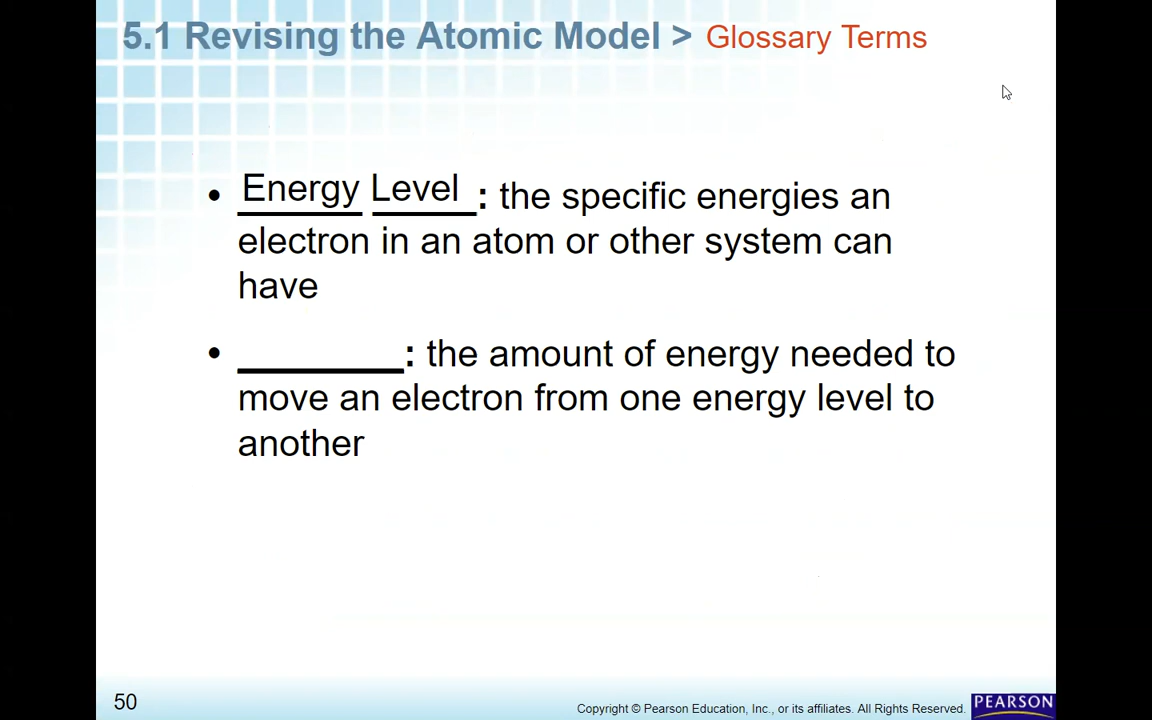 5.1 Revising the Atomic Model > Glossary Terms
• Energy Level : the specific energies an
electron in an atom or other system can
have
• ________: the amount of energy needed to
move an electron from one energy level to
another
50
Copyright © Pearson Education, Inc., or its affiliates. All Rights Reserved.
PEARSON